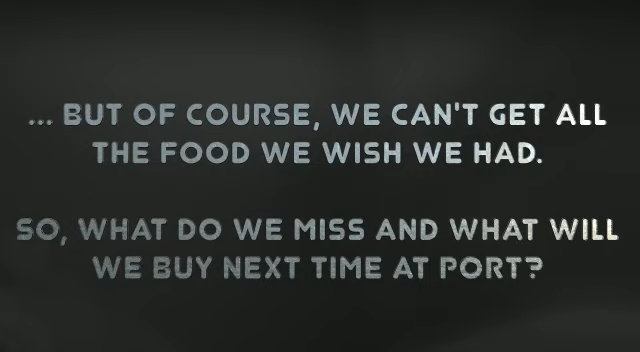 ... BUT OF COURSE, WE CAN'T GET ALL
THE FOOD WE WISH WE HAD.
SO, WHAT DO WE MISS AND WHAT WILL
WE BUY NEXT TIME AT PORT?